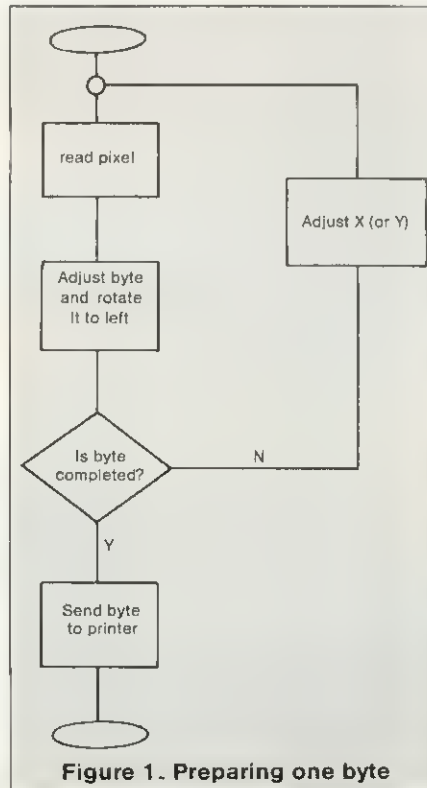 read pixel
Adjust X (or Y)
Adjust byte
and rotate
It to left
Is byte
completed?
N
Y
Send byte
to printer
Figure 1. Preparing one byte